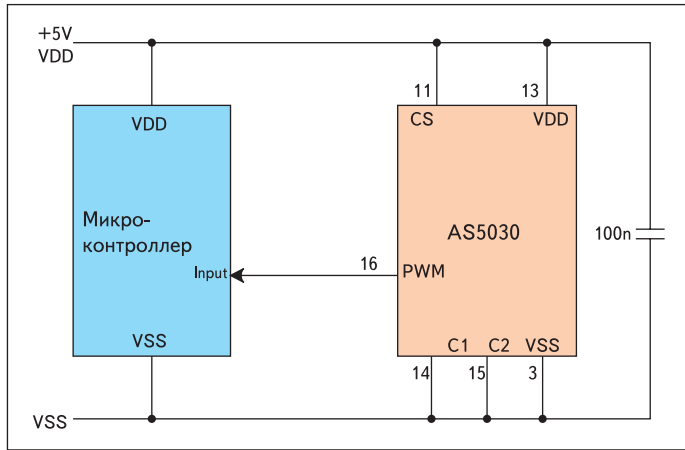 +5V
VDD
11
13
VDD
CS
VDD
Микро-
контроллер
AS5030
100n
Input
16
PWM
VSS
C1
C2
VSS
14
15
3
VSS